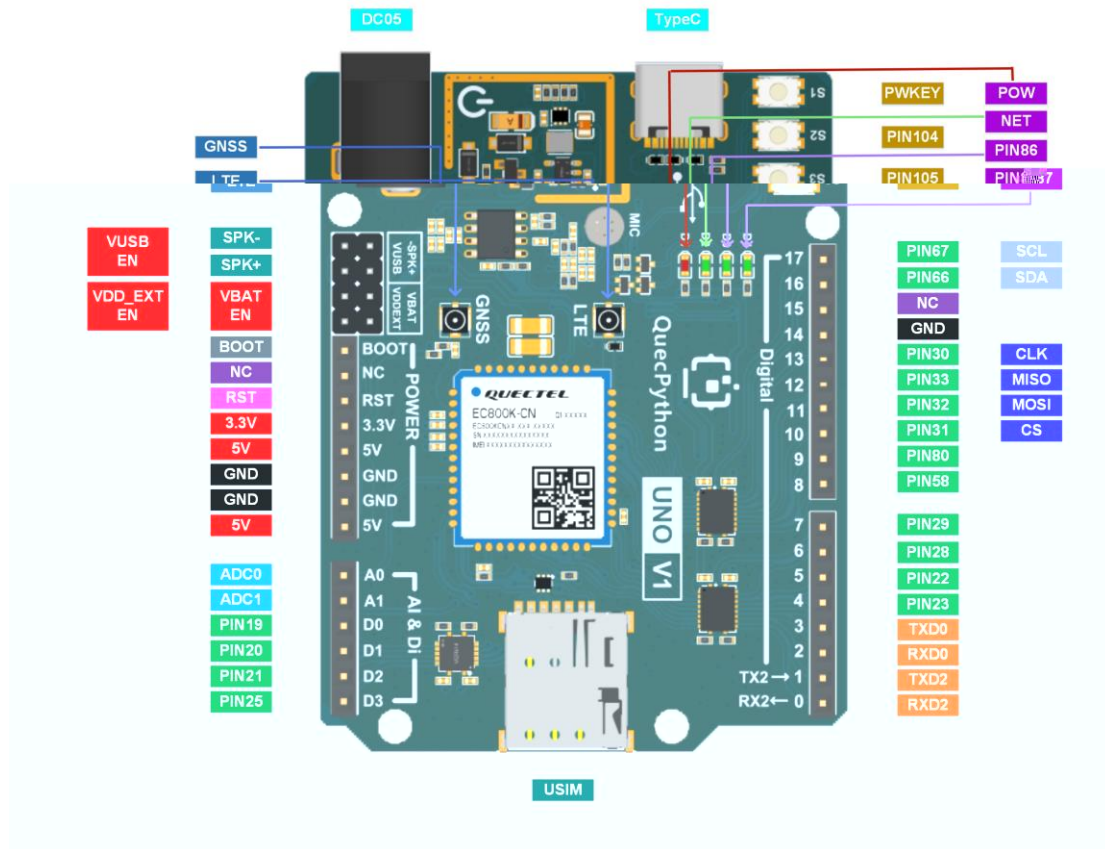 DC05
TypeC
S1
PWKEY
POW
NET
S2
PIN104
PIN86
GNSS
LTE
S3
PIN105
VUSB
EN
SPK-
SPK+
VDD_EXT
EN
VBAT
EN
BOOT
NC
RST
3.3V
5V
GND
GND
5V
ADC0
ADC1
PIN19
PIN20
PIN21
PIN25
-SPK+
VUSB
VBAT
VDDEXT
BOOT
NC
RST
3.3V
5V
GND
GND
5V
POWER
A0
A1
D0
D1
D2
D3
AI & Di
MIC
GNSS
LTE
QUECTEL
EC800K-CN
QuecPython
UNO V1
Digital
17
16
15
14
13
12
11
10
9
8
7
6
5
4
3
2
TX2→1
RX2←0
PIN67
SCL
PIN66
SDA
NC
GND
PIN30
CLK
PIN33
MISO
PIN32
MOSI
PIN31
CS
PIN80
PIN58
PIN29
PIN28
PIN22
PIN23
TXD0
RXD0
TXD2
RXD2
USIM